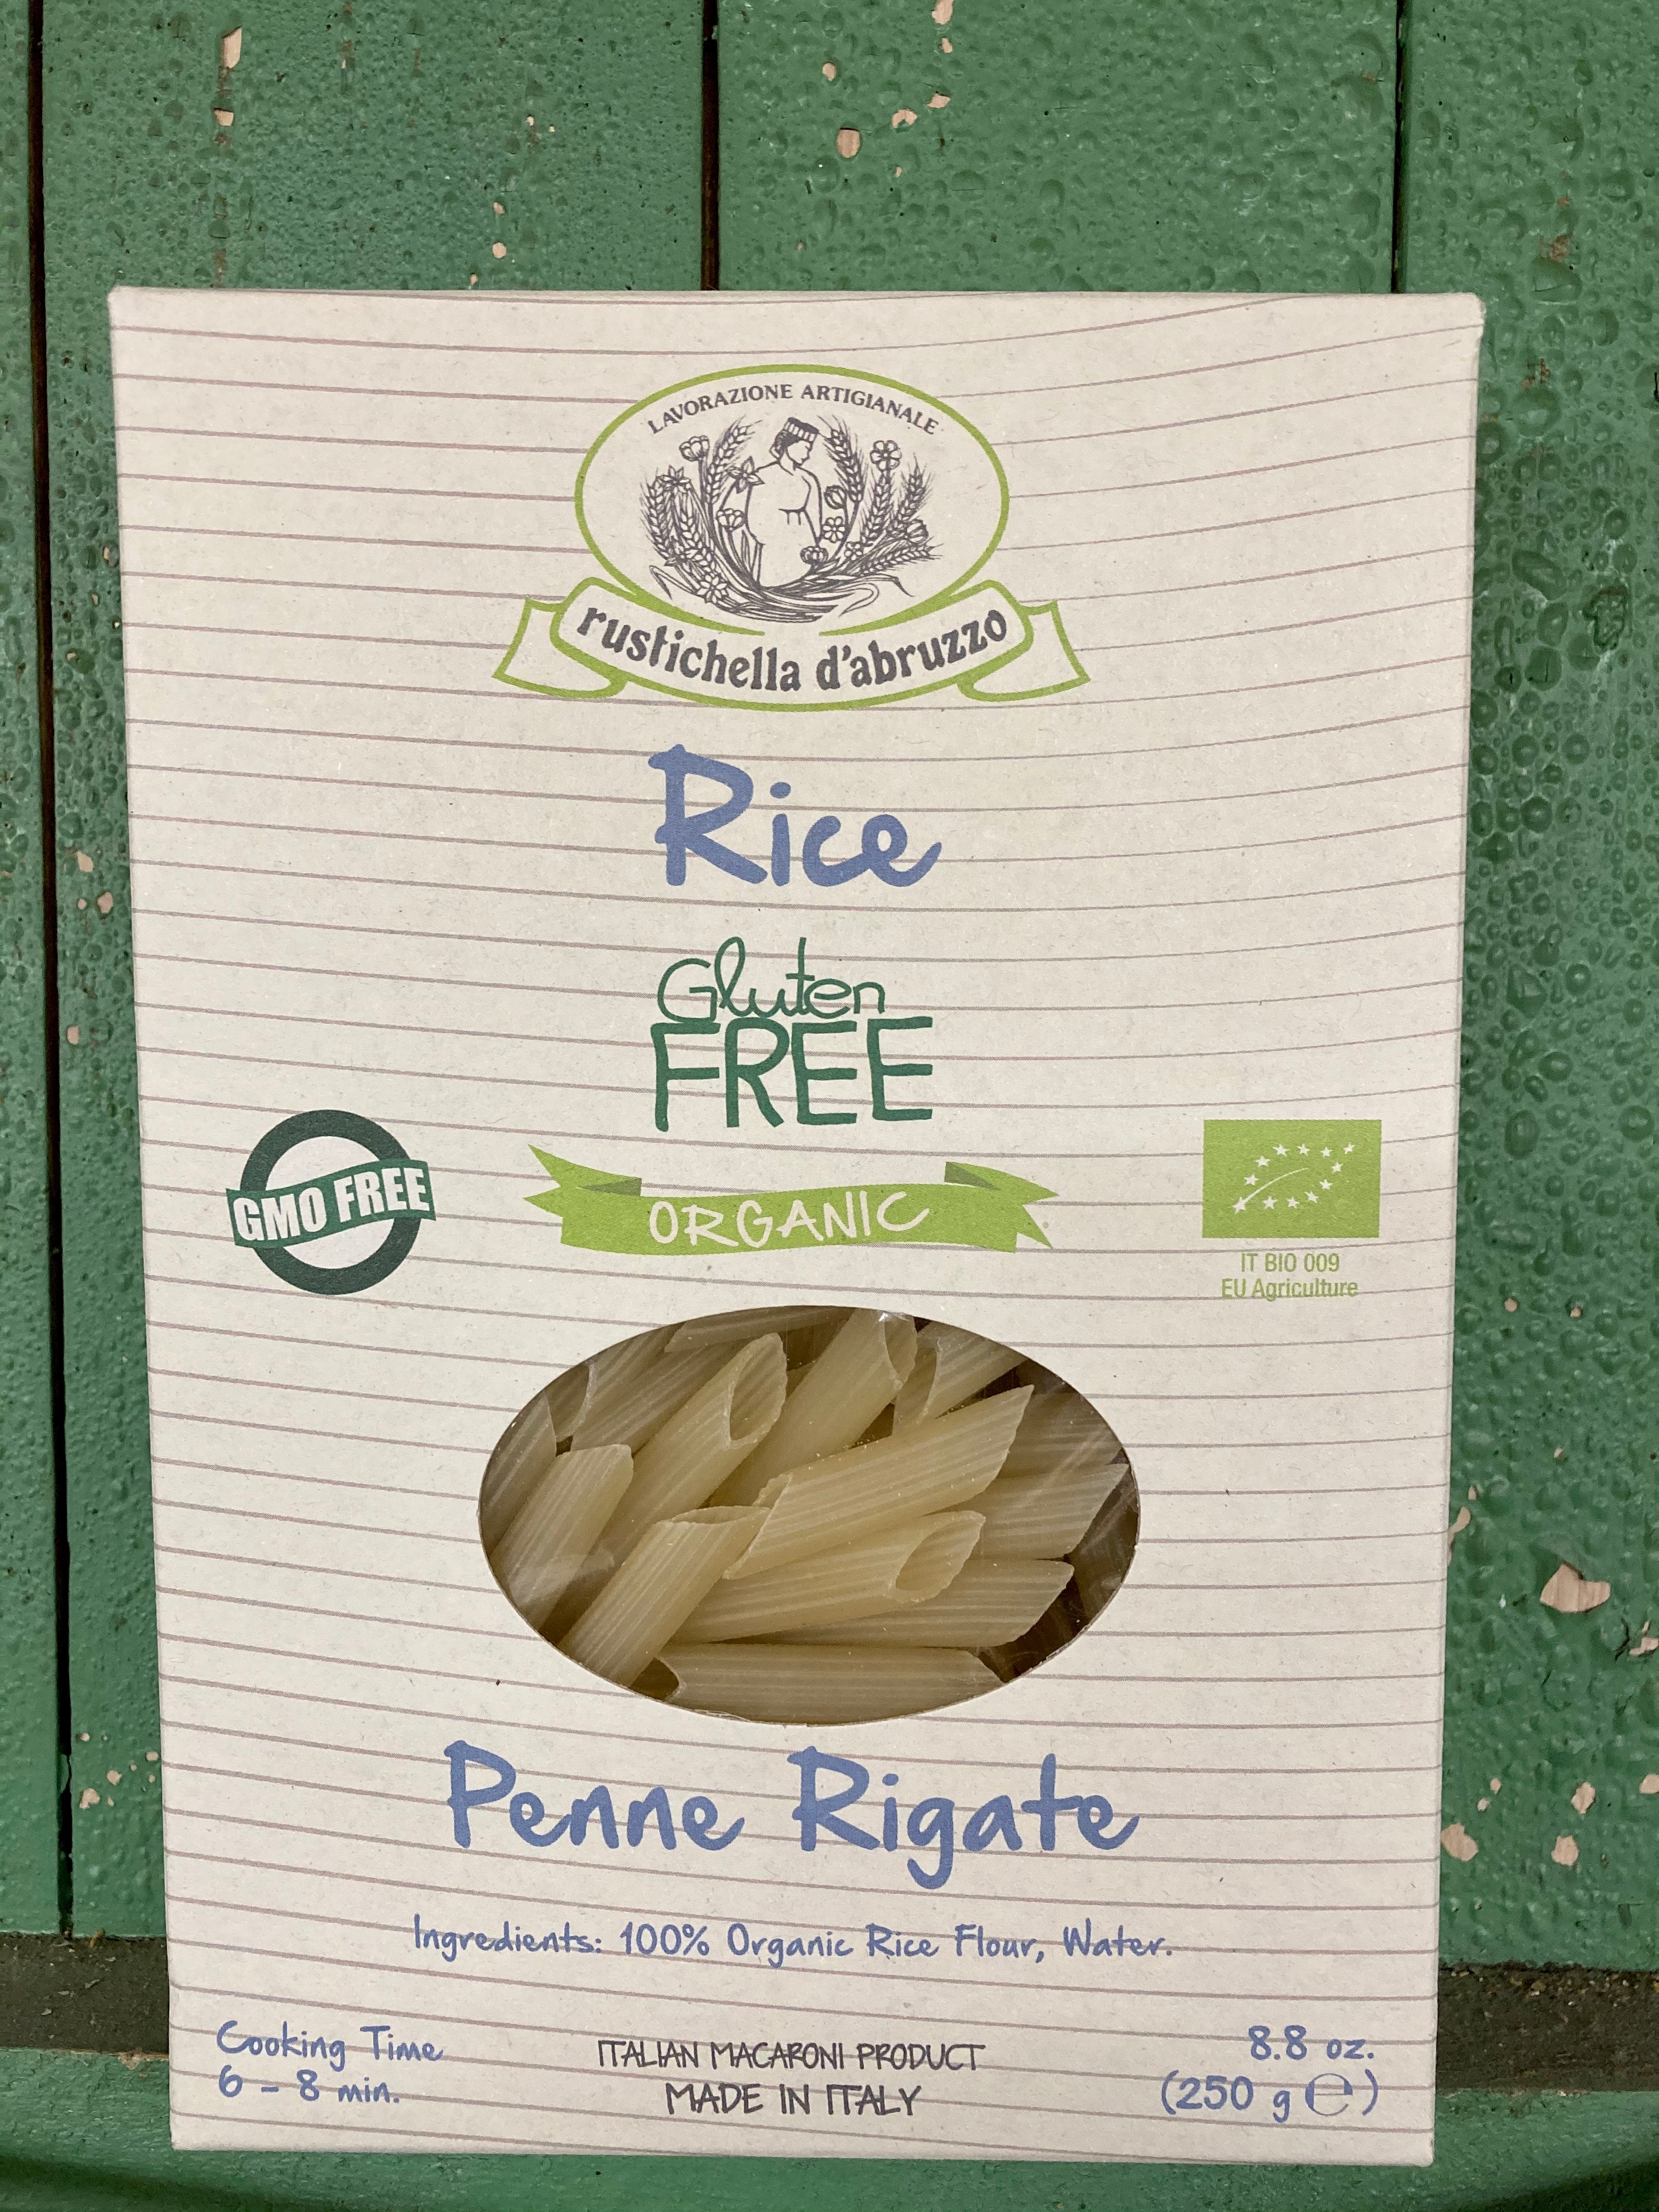 LAVORAZIONE ARTIGIANALE
rustichella d'abruzzo
Rice
Gluten
FREE
GMO FREE
ORGANIC
IT BIO 009
EU Agriculture
Penne Rigate
Ingredients: 100% Organic Rice Flour, Water.
Cooking Time
6 - 8 min.
ITALIAN MACARONI PRODUCT
MADE IN ITALY
8.8 oz.
(250 g ℮)